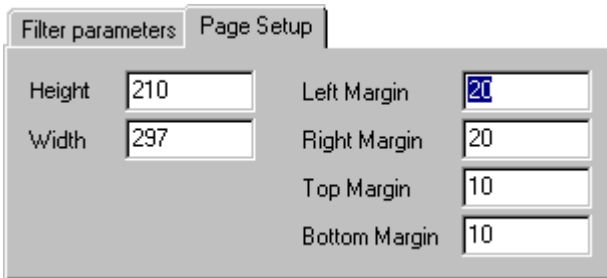 Filter parameters Page Setup
Height 210 Left Margin 20
Width 297 Right Margin 20
Top Margin 10
Bottom Margin 10